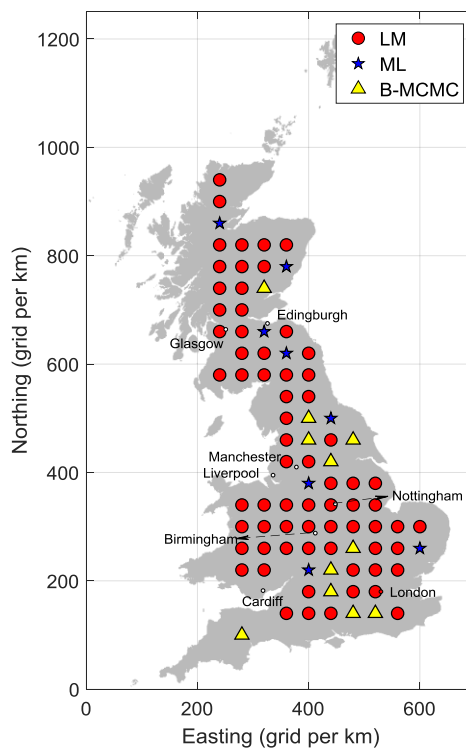 LM
ML
B-MCMC
1200
1000
800
600
400
200
0
Northing (grid per km)
Edingburgh
Glasgow
Manchester
Liverpool
Nottingham
Birmingham
Cardiff
London
0 200 400 600
Easting (grid per km)